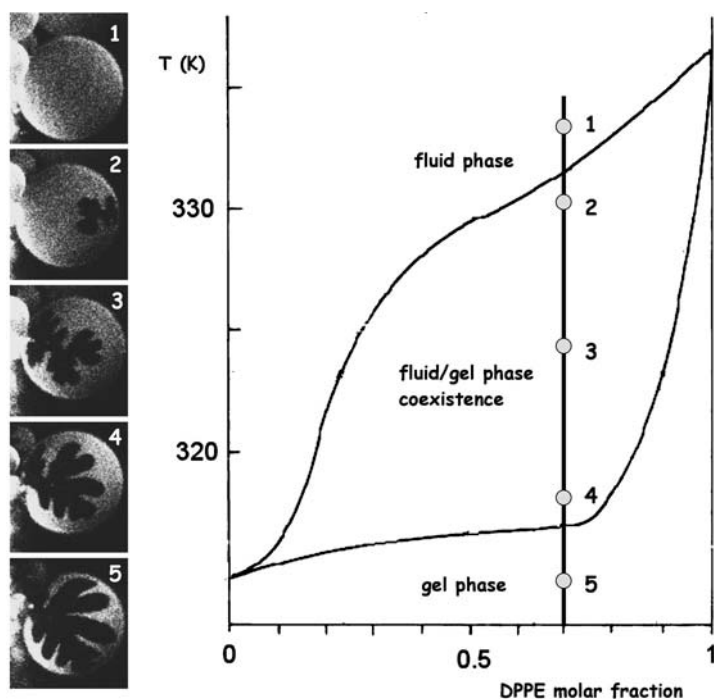 1
2
3
4
5
T (K)
330
320
fluid phase
fluid/gel phase
coexistence
gel phase
1
2
3
4
5
0
0.5
1
DPPE molar fraction